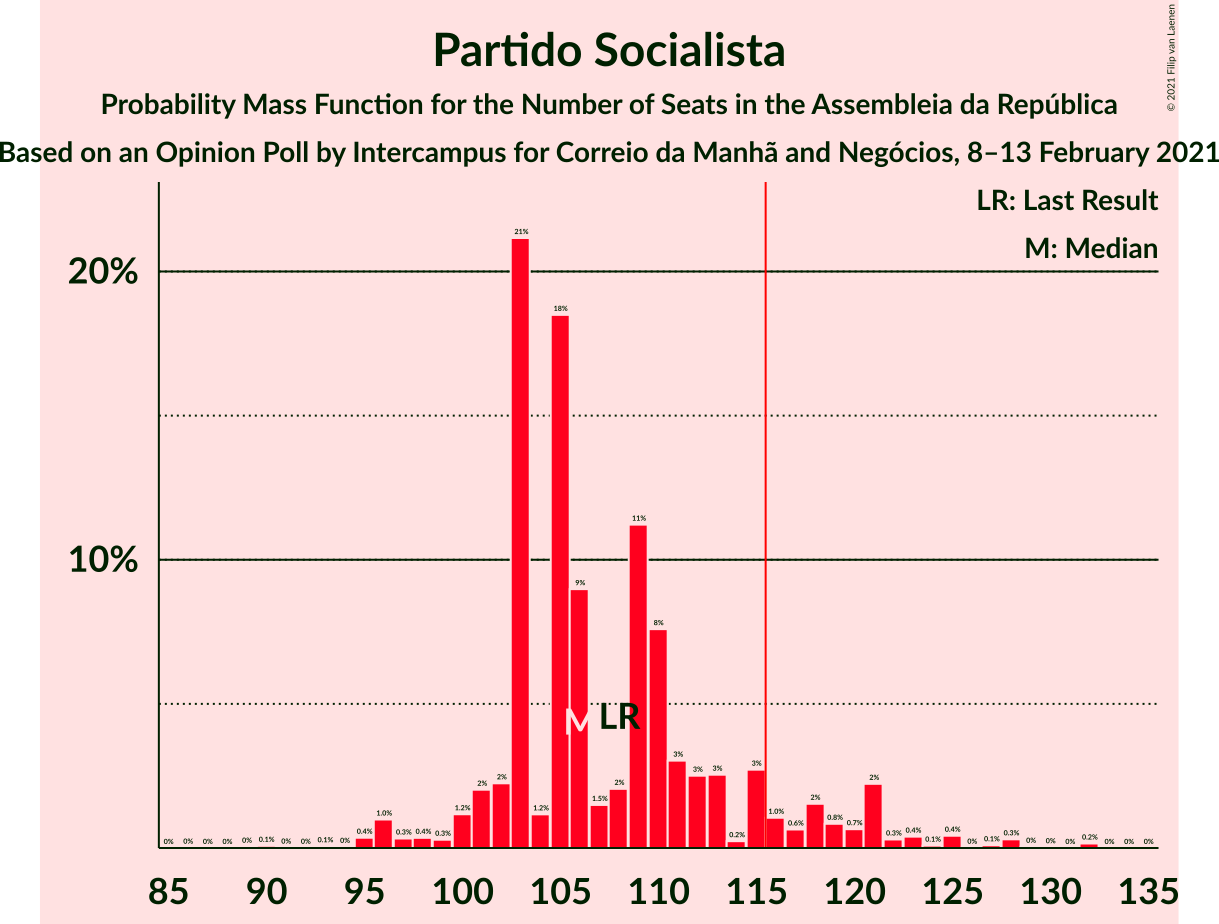 Partido Socialista
Probability Mass Function for the Number of Seats in the Assembleia da República
Based on an Opinion Poll by Intercampus for Correio da Manhã and Negócios, 8–13 February 2021
© 2021 Filip van Laenen
LR: Last Result
M: Median
20%
10%
0% 0% 0% 0% 0% 0.1% 0% 0% 0.1% 0% 0.4% 1.0% 0.3% 0.4% 0.3% 1.2% 2% 2% 21% 1.2% 18% 9% 1.5% 2% 11% 8% 3% 3% 3% 0.2% 3% 1.0% 0.6% 2% 0.8% 0.7% 2% 0.3% 0.4% 0.1% 0.4% 0% 0.1% 0.3% 0% 0% 0% 0.2% 0% 0% 0%
M LR
85 90 95 100 105 110 115 120 125 130 135